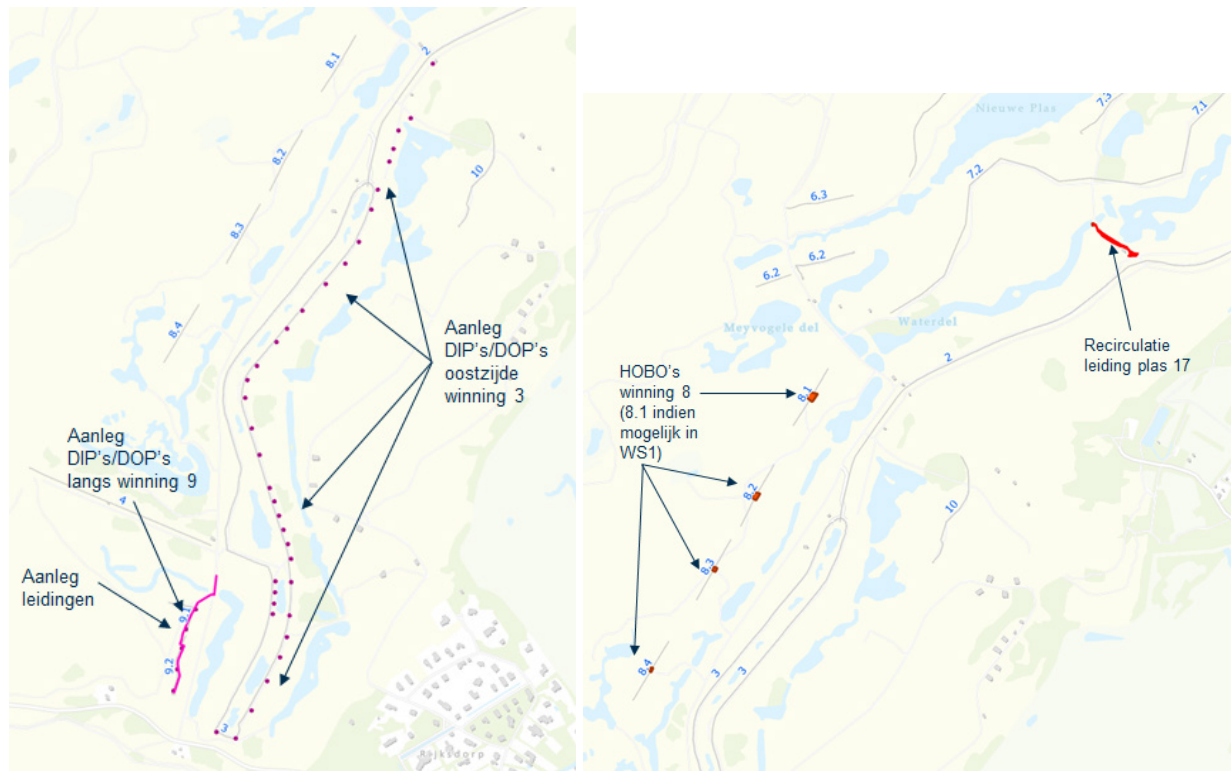 8.1
2
8.2
10
8.3
8.4
Aanleg
DIP's/DOP's
oostzijde
winning 3
Aanleg
DIP's/DOP's
langs winning 9
4
Aanleg
leidingen
9.1
9.2
3
Rijksdorp
Nieuwe Plas
7.3
7.1
7.2
6.3
6.2
6.2
Meyvogele del
Waterdel
2
Recirculatie
leiding plas 17
HOBO's
winning 8
(8.1 indien
mogelijk in
WS1)
8.1
8.2
10
8.3
8.4
3
3